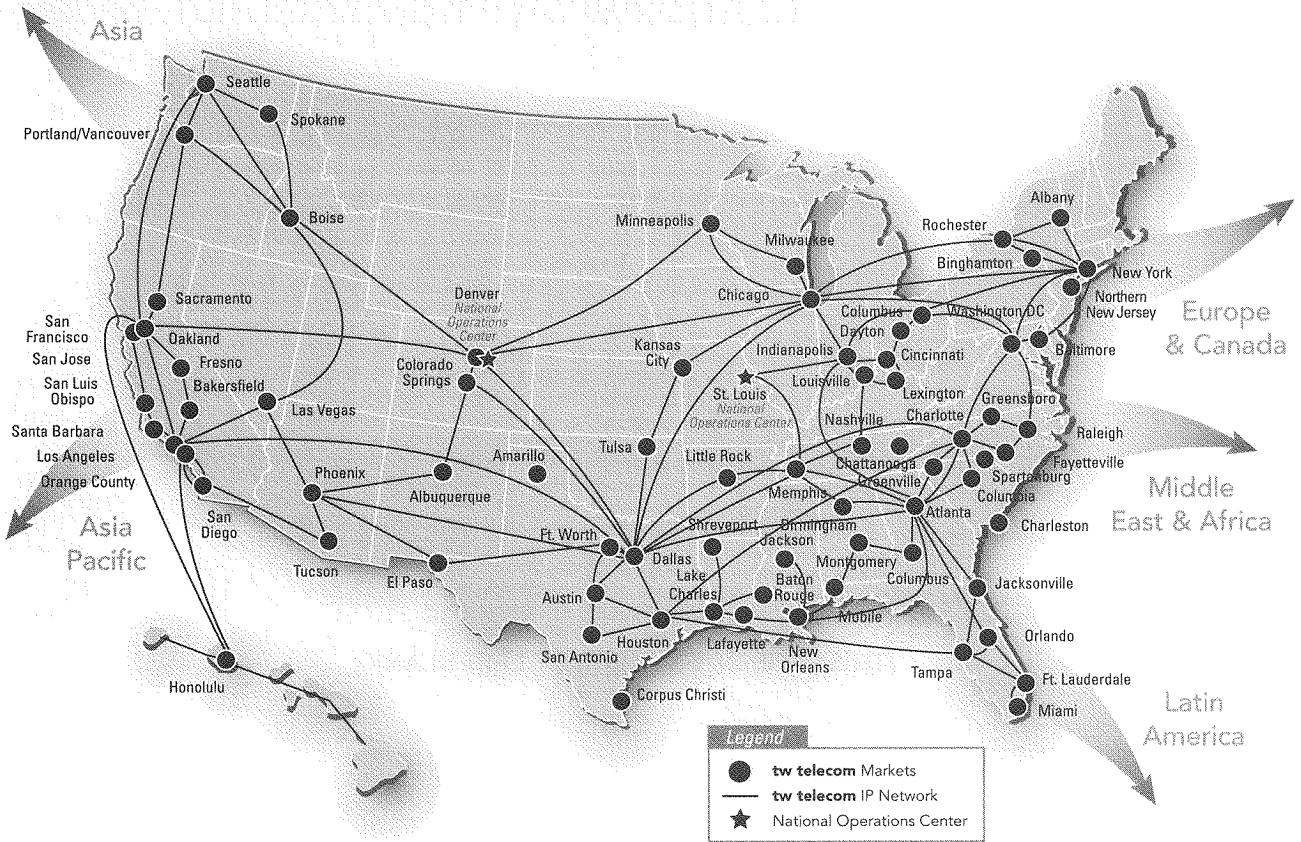 Asia
Seattle
Spokane
Portland/Vancouver
Boise
Minneapolis
Milwaukee
Albany
Rochester
Binghamton
New York
Northern
New Jersey
Europe
& Canada
Sacramento
San
Francisco
Oakland
San Jose
Fresno
San Luis
Obispo
Bakersfield
Las Vegas
Santa Barbara
Los Angeles
Orange County
San
Diego
Asia
Pacific
Denver
National
Operations
Center
Colorado
Springs
Chicago
Columbus
Washington DC
Dayton
Baltimore
Kansas
City
Indianapolis
Cincinnati
Louisville
Lexington
St. Louis
National
Operations Center
Greensboro
Nashville
Charlotte
Raleigh
Tulsa
Little Rock
Amarillo
Phoenix
Albuquerque
Chattanooga
Greenville
Fayetteville
Spartanburg
Memphis
Columbia
Middle
East & Africa
Atlanta
Charleston
Tucson
El Paso
Ft. Worth
Dallas
Shreveport
Birmingham
Jackson
Montgomery
Columbus
Lake
Charles
Baton
Rouge
Jacksonville
Austin
Houston
Lafayette
New
Orleans
Mobile
Orlando
San Antonio
Tampa
Ft. Lauderdale
Honolulu
Corpus Christi
Miami
Latin
America
Legend
tw telecom Markets
tw telecom IP Network
National Operations Center